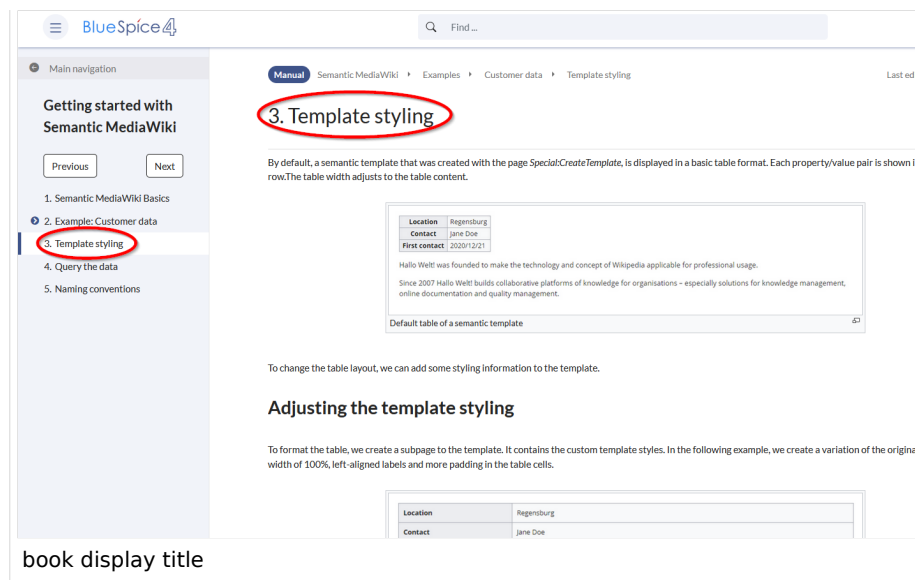 BlueSpice 4
Find ...
Main navigation
Getting started with
Semantic MediaWiki
Previous
Next
1. Semantic MediaWiki Basics
2. Example: Customer data
3. Template styling
4. Query the data
5. Naming conventions
Manual Semantic MediaWiki Examples Customer data Template styling
Last ed
3. Template styling
By default, a semantic template that was created with the page Special:CreateTemplate, is displayed in a basic table format. Each property/value pair is shown i
row.The table width adjusts to the table content.
Location Regensburg
Contact Jane Doe
First contact 2020/12/21
Hallo Welt! was founded to make the technology and concept of Wikipedia applicable for professional usage.
Since 2007 Hallo Welt! builds collaborative platforms of knowledge for organisations – especially solutions for knowledge management,
online documentation and quality management.
Default table of a semantic template
To change the table layout, we can add some styling information to the template.
Adjusting the template styling
To format the table, we create a subpage to the template. It contains the custom template styles. In the following example, we create a variation of the origina
width of 100%, left-aligned labels and more padding in the table cells.
Location Regensburg
Contact Jane Doe
book display title